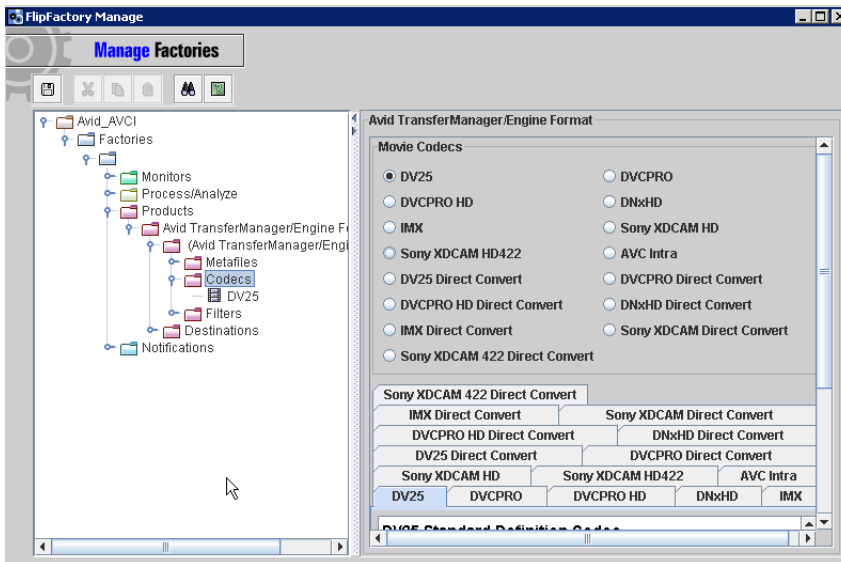 FlipFactory Manage
Manage Factories
Avid_AVCI
Factories
Monitors
Process/Analyze
Products
Avid TransferManager/Engine F
(Avid TransferManager/Engi
Metafiles
Codecs
DV25
Filters
Destinations
Notifications
Avid TransferManager/Engine Format
Movie Codecs
DV25 DVCPRO
DVCPRO HD DNxHD
IMX Sony XDCAM HD
Sony XDCAM HD422 AVC Intra
DV25 Direct Convert DVCPRO Direct Convert
DVCPRO HD Direct Convert DNxHD Direct Convert
IMX Direct Convert Sony XDCAM Direct Convert
Sony XDCAM 422 Direct Convert
Sony XDCAM 422 Direct Convert
IMX Direct Convert Sony XDCAM Direct Convert
DVCPRO HD Direct Convert DNxHD Direct Convert
DV25 Direct Convert DVCPRO Direct Convert
Sony XDCAM HD Sony XDCAM HD422 AVC Intra
DV25 DVCPRO DVCPRO HD DNxHD IMX
DV25 Standard Definition Codec